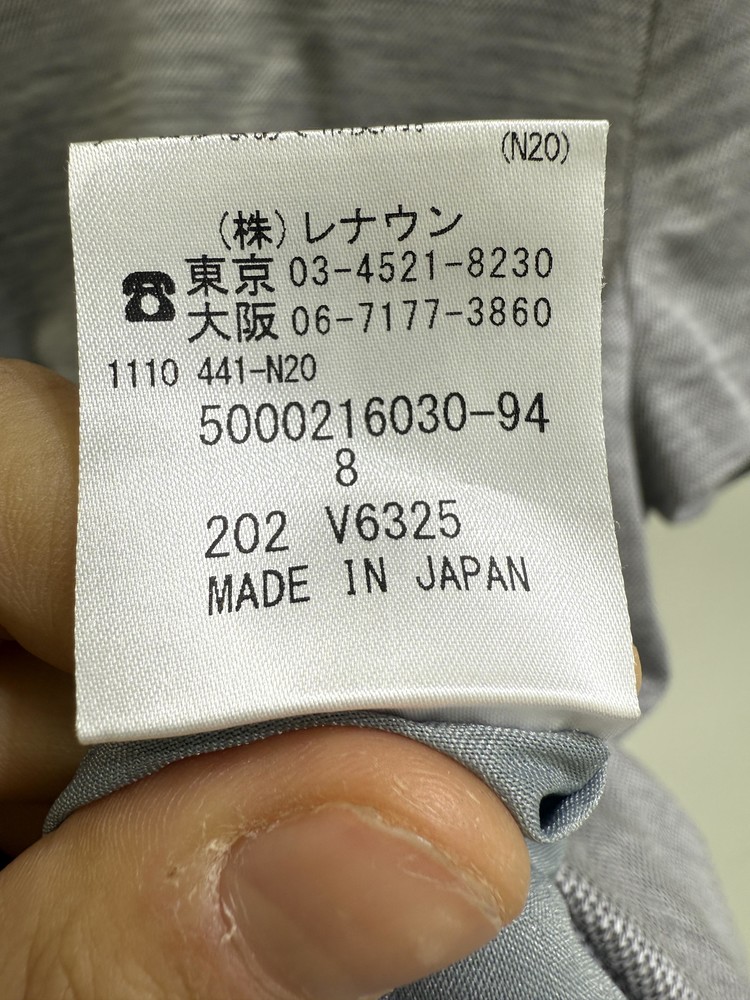 (N20)
(株)レナウン
東京 03-4521-8230
大阪 06-7177-3860
1110 441-N20
5000216030-94
8
202 V6325
MADE IN JAPAN